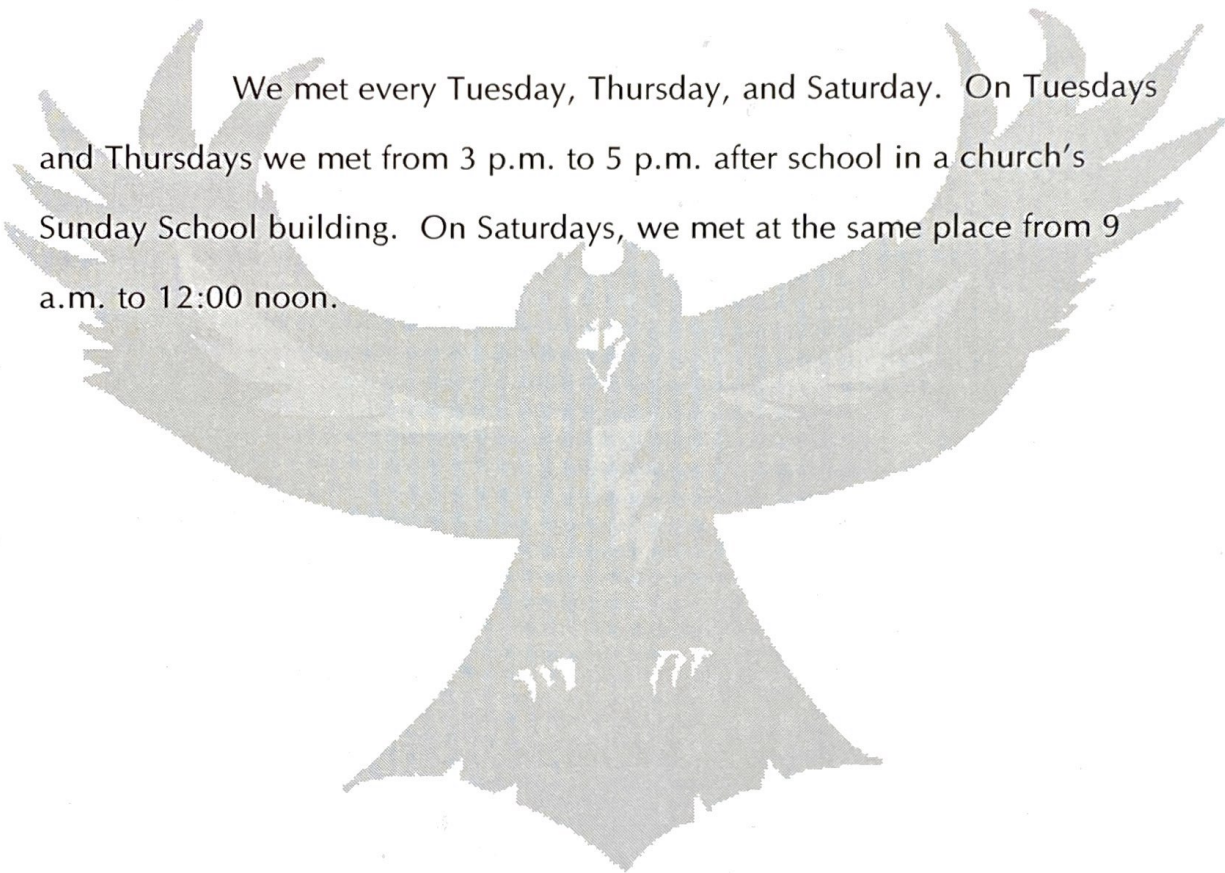 We met every Tuesday, Thursday, and Saturday.  On Tuesdays
and Thursdays we met from 3 p.m. to 5 p.m. after school in a church's
Sunday School building.  On Saturdays, we met at the same place from 9
a.m. to 12:00 noon.